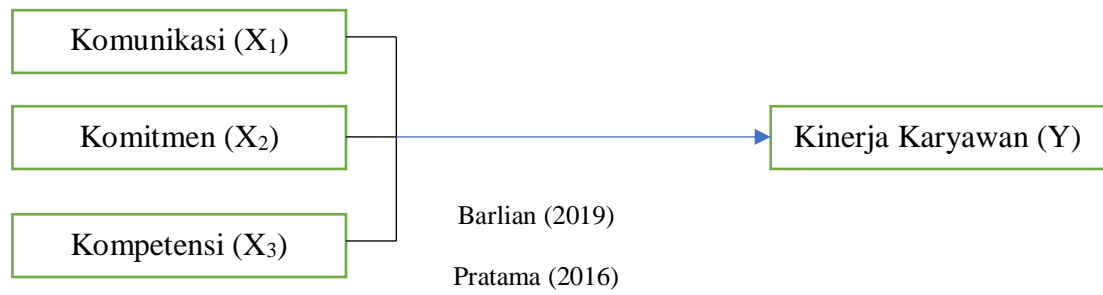 Komunikasi (X₁)
Komitmen (X₂)
Kinerja Karyawan (Y)
Kompetensi (X₃)
Barlian (2019)
Pratama (2016)